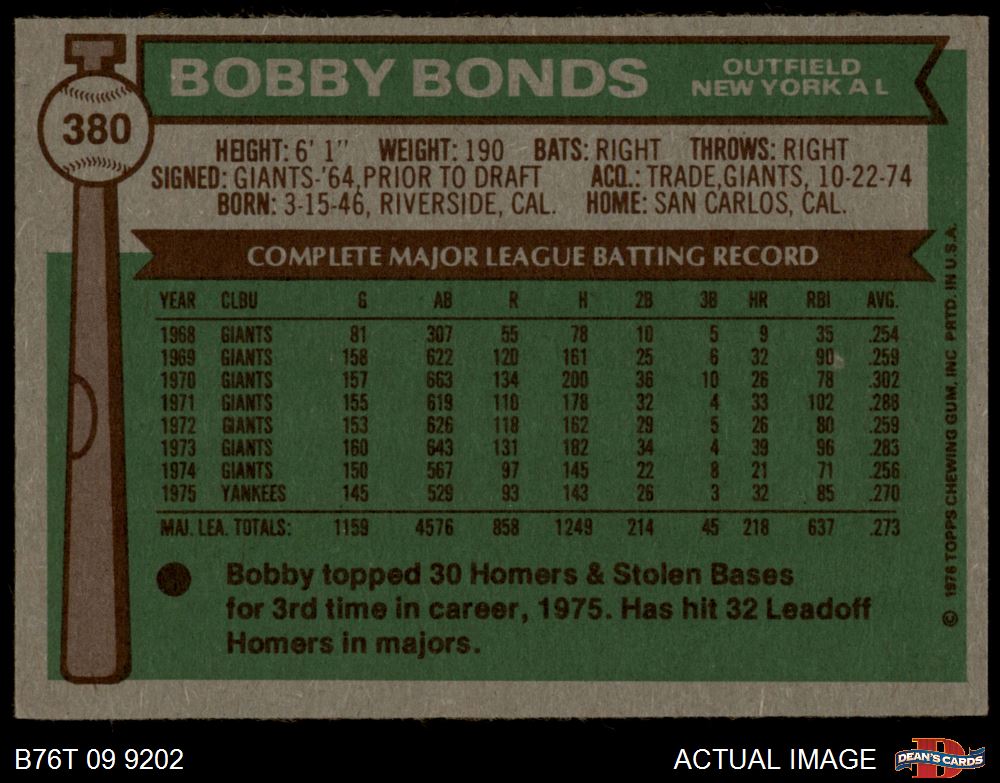 380
BOBBY BONDS
OUTFIELD
NEW YORK A L
HEIGHT: 6' 1" WEIGHT: 190 BATS: RIGHT THROWS: RIGHT
SIGNED: GIANTS-'64, PRIOR TO DRAFT ACQ.: TRADE, GIANTS, 10-22-74
BORN: 3-15-46, RIVERSIDE, CAL. HOME: SAN CARLOS, CAL.
COMPLETE MAJOR LEAGUE BATTING RECORD
YEAR CLBU G AB R H 2B 3B HR RBI AVG.
1968 GIANTS 81 307 55 78 10 5 9 35 .254
1969 GIANTS 158 622 120 161 25 6 32 90 .259
1970 GIANTS 157 663 134 200 36 10 26 78 .302
1971 GIANTS 155 619 110 178 32 4 33 102 .288
1972 GIANTS 153 626 118 162 29 5 26 80 .259
1973 GIANTS 160 643 131 182 34 4 39 96 .283
1974 GIANTS 150 567 97 145 22 8 21 71 .256
1975 YANKEES 145 529 93 143 26 3 32 85 .270
MAJ. LEA. TOTALS: 1159 4576 858 1249 214 45 218 637 .273
Bobby topped 30 Homers & Stolen Bases
for 3rd time in career, 1975. Has hit 32 Leadoff
Homers in majors.
© 1976 TOPPS CHEWING GUM, INC PRTD. IN U.S.A.
B76T 09 9202
ACTUAL IMAGE
D
DEAN'S CARDS